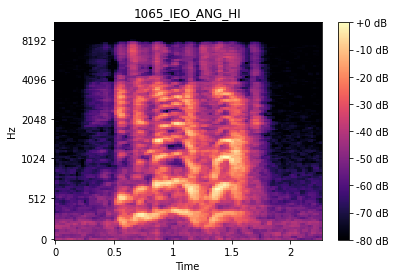 1065_IEO_ANG_HI
+0 dB
8192
-10 dB
4096
-20 dB
-30 dB
2048
Hz
-40 dB
1024
-50 dB
512
-60 dB
-70 dB
0
-80 dB
0 0.5 1 1.5 2
Time